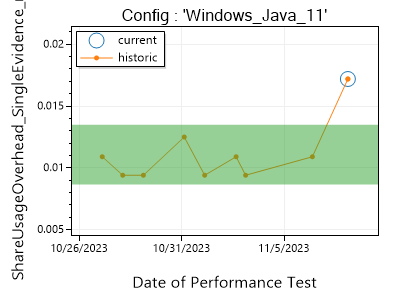 Config : 'Windows_Java_11'
current
historic
0.02
0.015
0.01
0.005
10/26/2023
10/31/2023
11/5/2023
Date of Performance Test
ShareUsageOverhead_SingleEvidence_